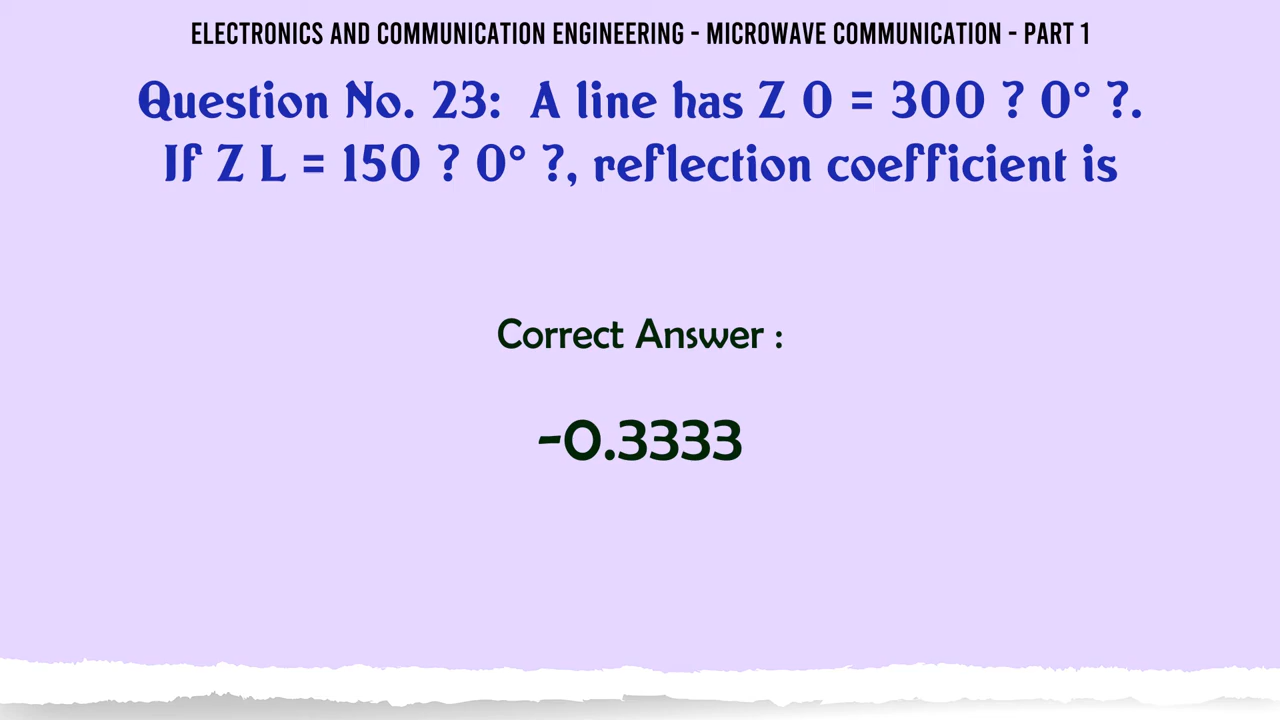 ELECTRONICS AND COMMUNICATION ENGINEERING - MICROWAVE COMMUNICATION - PART 1
Question No. 23: A line has Z 0 = 300 ? 0° ?.
If Z L = 150 ? 0° ?, reflection coefficient is
Correct Answer :
-0.3333